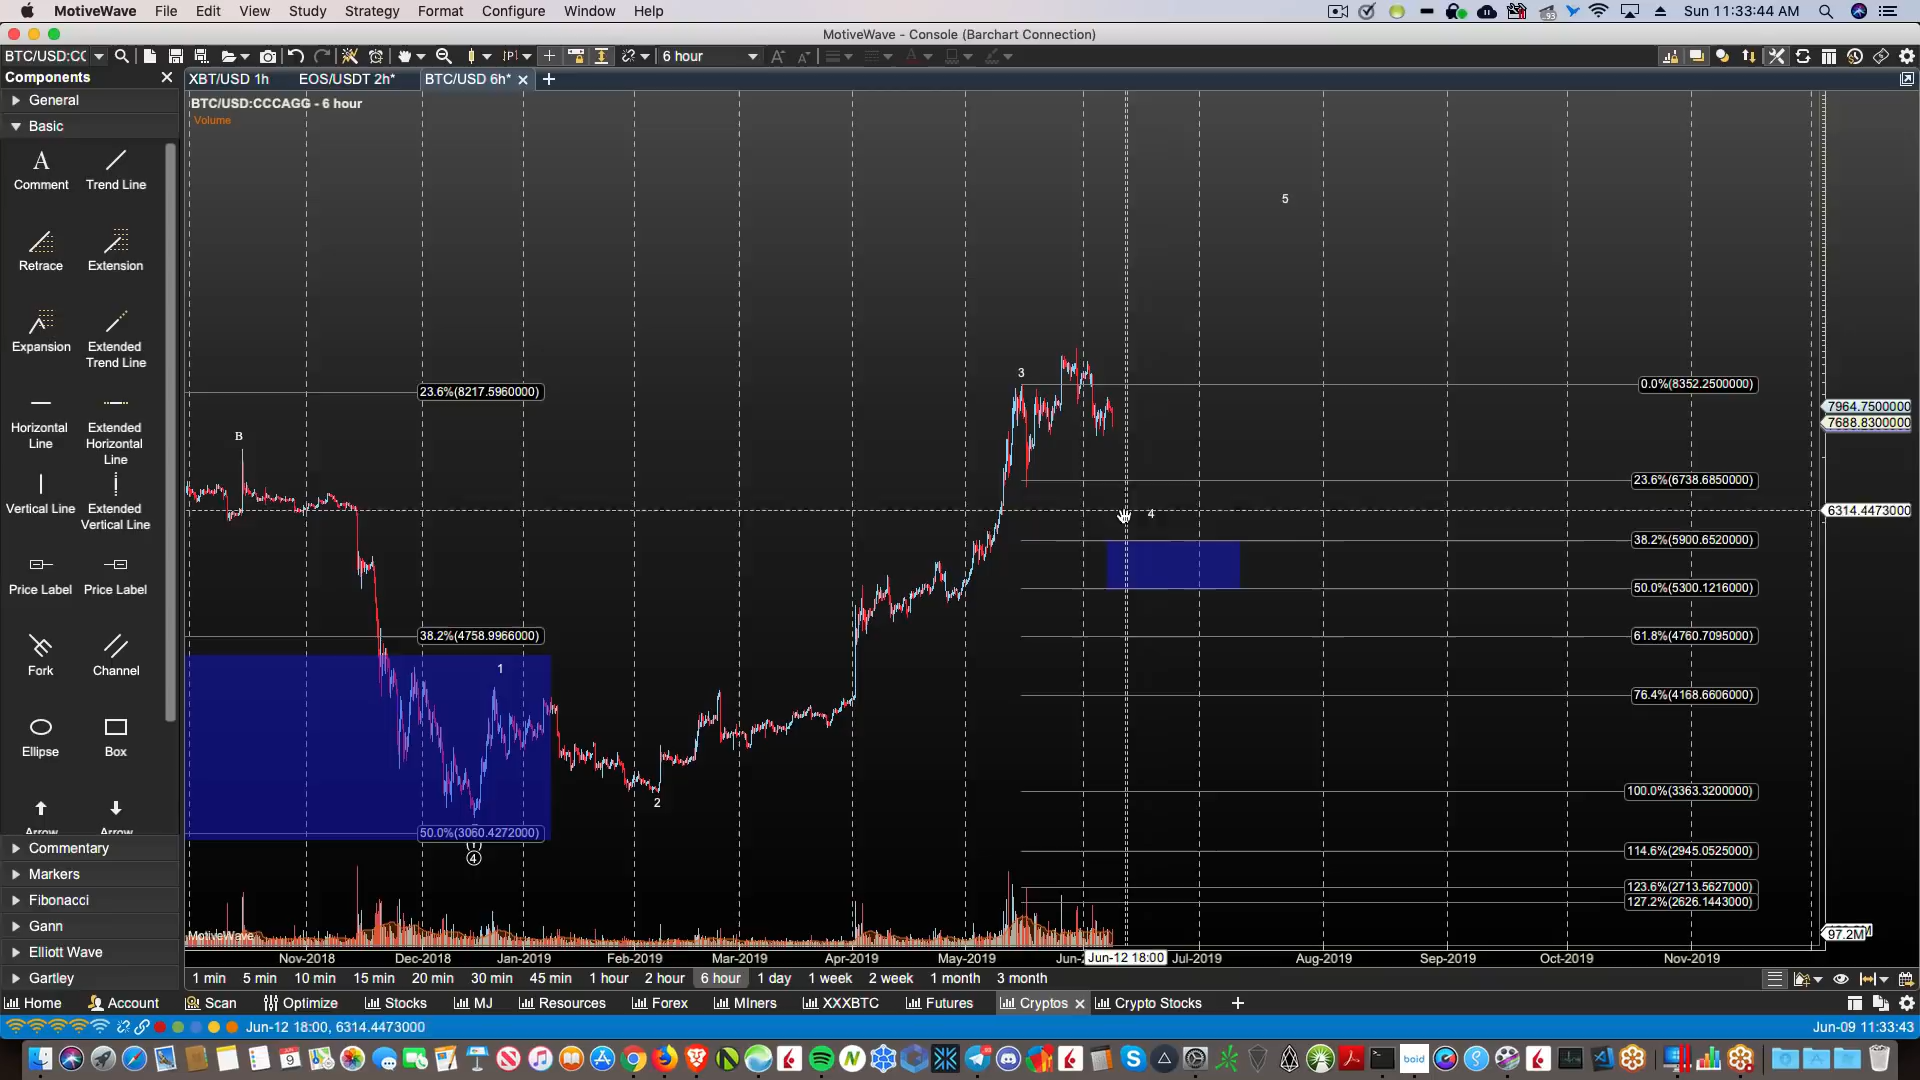 MotiveWave File Edit View Study Strategy Format Configure Window Help
Sun 11:33:44 AM
MotiveWave - Console (Barchart Connection)
BTC/USD:CC
6 hour
Components
XBT/USD 1h EOS/USDT 2h* BTC/USD 6h*
General
Basic
Comment Trend Line
Retrace Extension
Expansion Extended Trend Line
Horizontal Line Extended Horizontal Line
Vertical Line Extended Vertical Line
Price Label Price Label
Fork Channel
Ellipse Box
Arrow Arrow
Commentary
Markers
Fibonacci
Gann
Elliott Wave
Gartley
BTC/USD:CCCAGG - 6 hour
Volume
5
3
23.6%(8217.5960000)
0.0%(8352.2500000)
7964.7500000
7688.8300000
B
23.6%(6738.6850000)
4
6314.4473000
38.2%(5900.6520000)
50.0%(5300.1216000)
38.2%(4758.9966000)
61.8%(4760.7095000)
1
76.4%(4168.6606000)
2
100.0%(3363.3200000)
50.0%(3060.4272000)
4
114.6%(2945.0525000)
123.6%(2713.5627000)
127.2%(2626.1443000)
MotiveWave
97.2M
Nov-2018 Dec-2018 Jan-2019 Feb-2019 Mar-2019 Apr-2019 May-2019 Jun-12 18:00 Jul-2019 Aug-2019 Sep-2019 Oct-2019 Nov-2019
1 min 5 min 10 min 15 min 20 min 30 min 45 min 1 hour 2 hour 6 hour 1 day 1 week 2 week 1 month 3 month
Home Account Scan Optimize Stocks MJ Resources Forex MIners XXXBTC Futures Cryptos Crypto Stocks
Jun-12 18:00, 6314.4473000
Jun-09 11:33:43